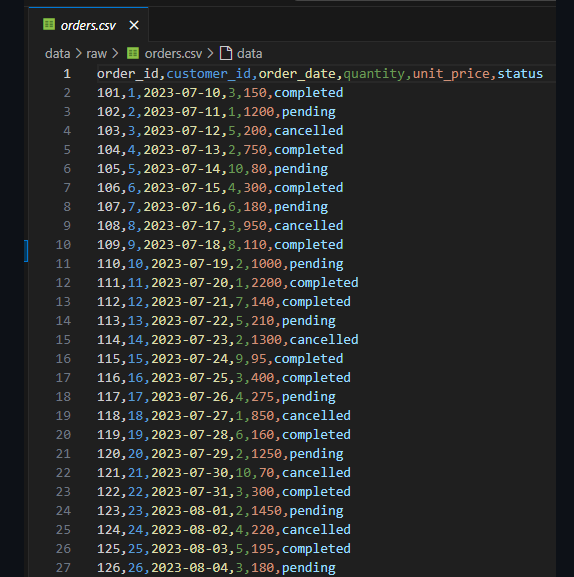 orders.csv
data > raw > orders.csv > data
1 order_id,customer_id,order_date,quantity,unit_price,status
2 101,1,2023-07-10,3,150,completed
3 102,2,2023-07-11,1,1200,pending
4 103,3,2023-07-12,5,200,cancelled
5 104,4,2023-07-13,2,750,completed
6 105,5,2023-07-14,10,80,pending
7 106,6,2023-07-15,4,300,completed
8 107,7,2023-07-16,6,180,pending
9 108,8,2023-07-17,3,950,cancelled
10 109,9,2023-07-18,8,110,completed
11 110,10,2023-07-19,2,1000,pending
12 111,11,2023-07-20,1,2200,completed
13 112,12,2023-07-21,7,140,completed
14 113,13,2023-07-22,5,210,pending
15 114,14,2023-07-23,2,1300,cancelled
16 115,15,2023-07-24,9,95,completed
17 116,16,2023-07-25,3,400,completed
18 117,17,2023-07-26,4,275,pending
19 118,18,2023-07-27,1,850,cancelled
20 119,19,2023-07-28,6,160,completed
21 120,20,2023-07-29,2,1250,pending
22 121,21,2023-07-30,10,70,cancelled
23 122,22,2023-07-31,3,300,completed
24 123,23,2023-08-01,2,1450,pending
25 124,24,2023-08-02,4,220,cancelled
26 125,25,2023-08-03,5,195,completed
27 126,26,2023-08-04,3,180,pending